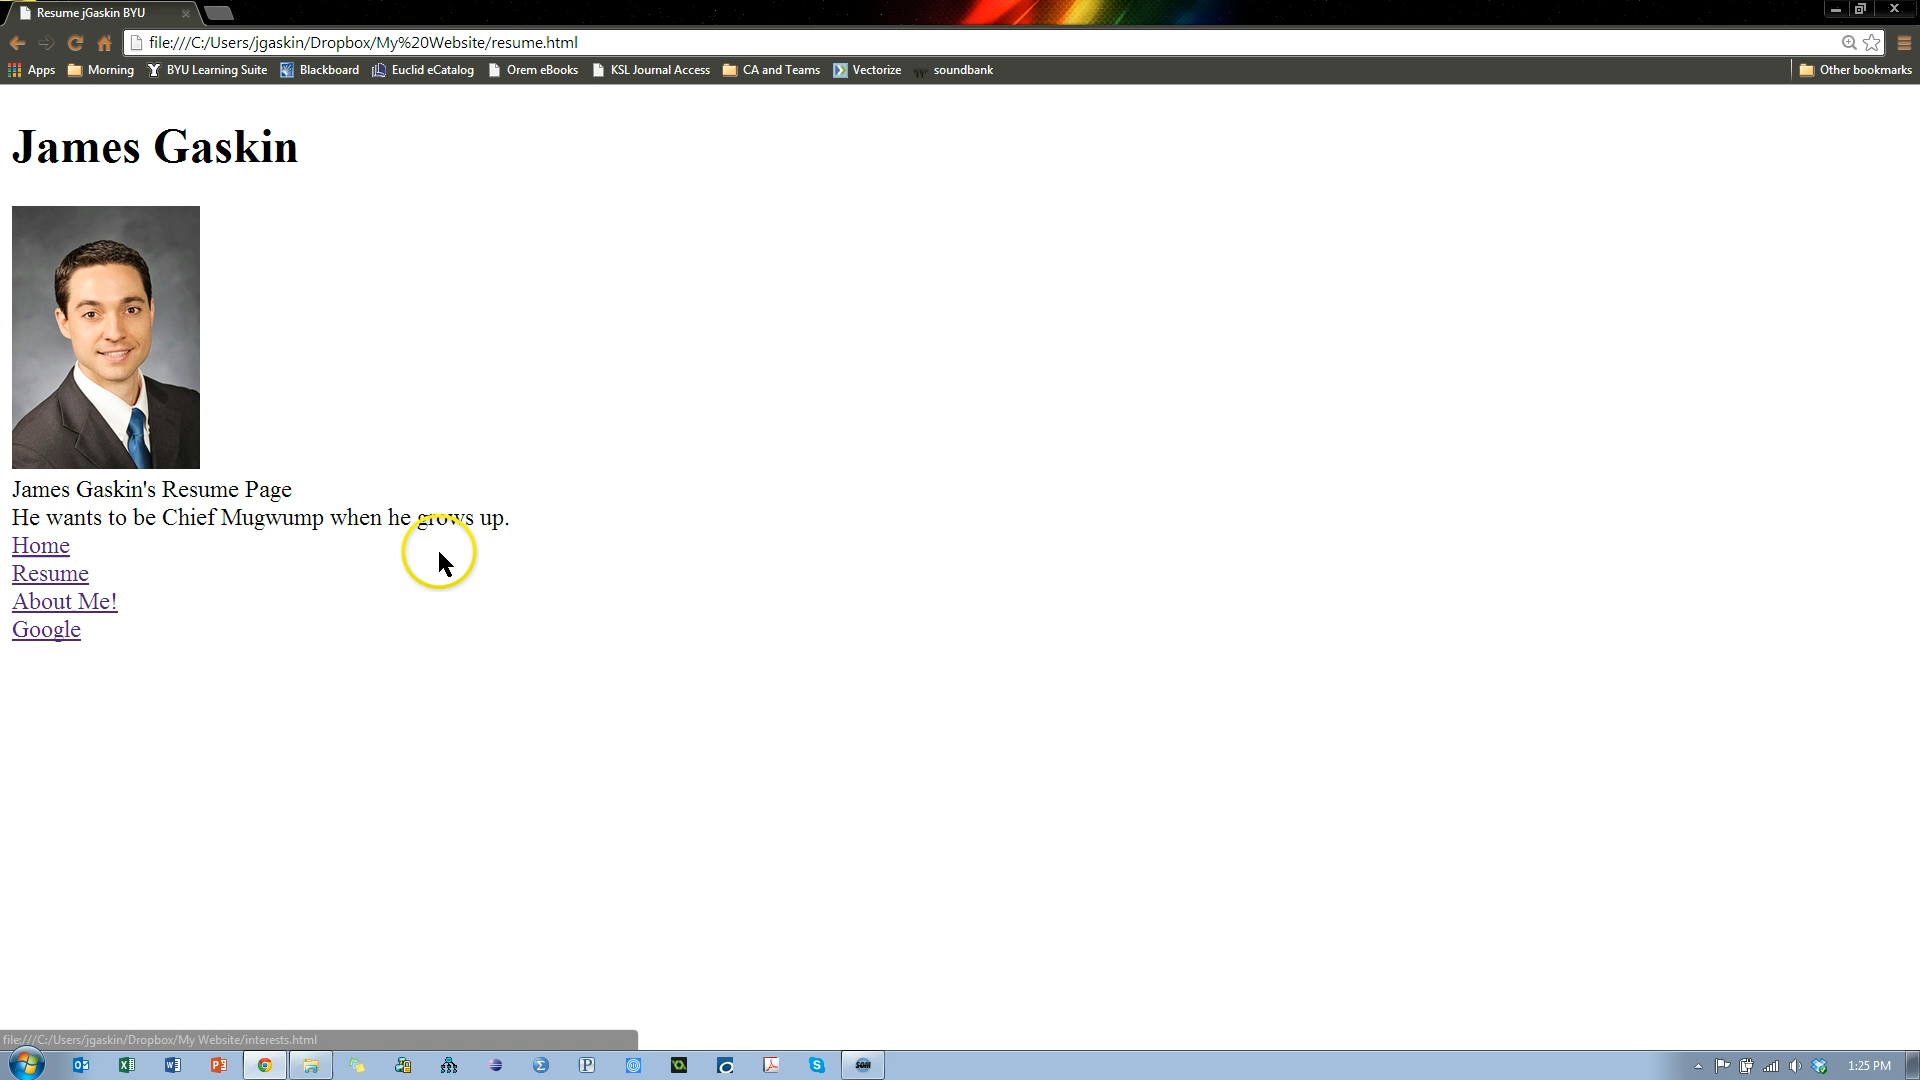 Resume jGaskin BYU
file:///C:/Users/jgaskin/Dropbox/My%20Website/resume.html
Apps Morning BYU Learning Suite Blackboard Euclid eCatalog Orem eBooks KSL Journal Access CA and Teams Vectorize soundbank Other bookmarks
James Gaskin
James Gaskin's Resume Page
He wants to be Chief Mugwump when he grows up.
Home
Resume
About Me!
Google
file:///C:/Users/jgaskin/Dropbox/My Website/interests.html
1:25 PM